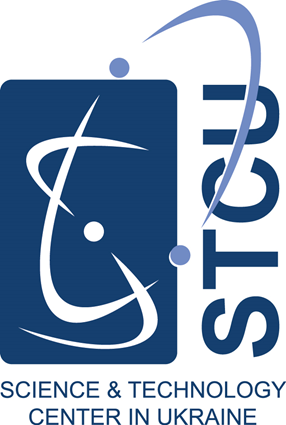 STCU
SCIENCE & TECHNOLOGY
CENTER IN UKRAINE